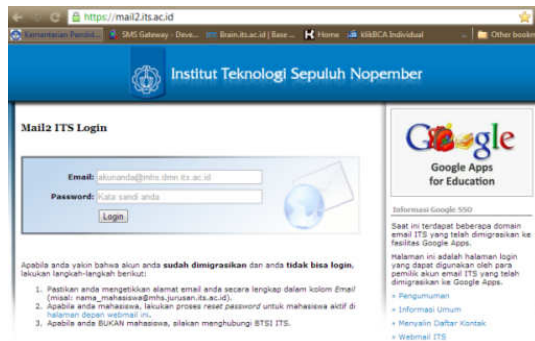 https://mail2.its.ac.id
SMS Gateway - Deve...
Brain.its.ac.id | Base ...
Home
KlikBCA Individual
Other bookm
Institut Teknologi Sepuluh Nopember
Mail2 ITS Login
Email: akunanda@mhs.dmn.its.ac.id
Password: Kata sandi anda
Login
Apabila anda yakin bahwa akun anda sudah dimigrasikan dan anda tidak bisa login,
lakukan langkah-langkah berikut:
1. Pastikan anda mengetikkan alamat email anda secara lengkap dalam kolom Email
(misal: nama_mahasiswa@mhs.jurusan.its.ac.id).
2. Apabila anda mahasiswa, lakukan proses reset password untuk mahasiswa aktif di
halaman depan webmail ini.
3. Apabila anda BUKAN mahasiswa, silakan menghubungi BTSI ITS.
Google
Google Apps
for Education
Informasi Google SSO
Saat ini terdapat beberapa domain
email ITS yang telah dimigrasikan ke
fasilitas Google Apps.
Halaman ini adalah halaman login
yang dapat digunakan oleh para
pemilik akun email ITS yang telah
dimigrasikan ke Google Apps.
» Pengumuman
» Informasi Umum
» Menyalin Daftar Kontak
» Webmail ITS